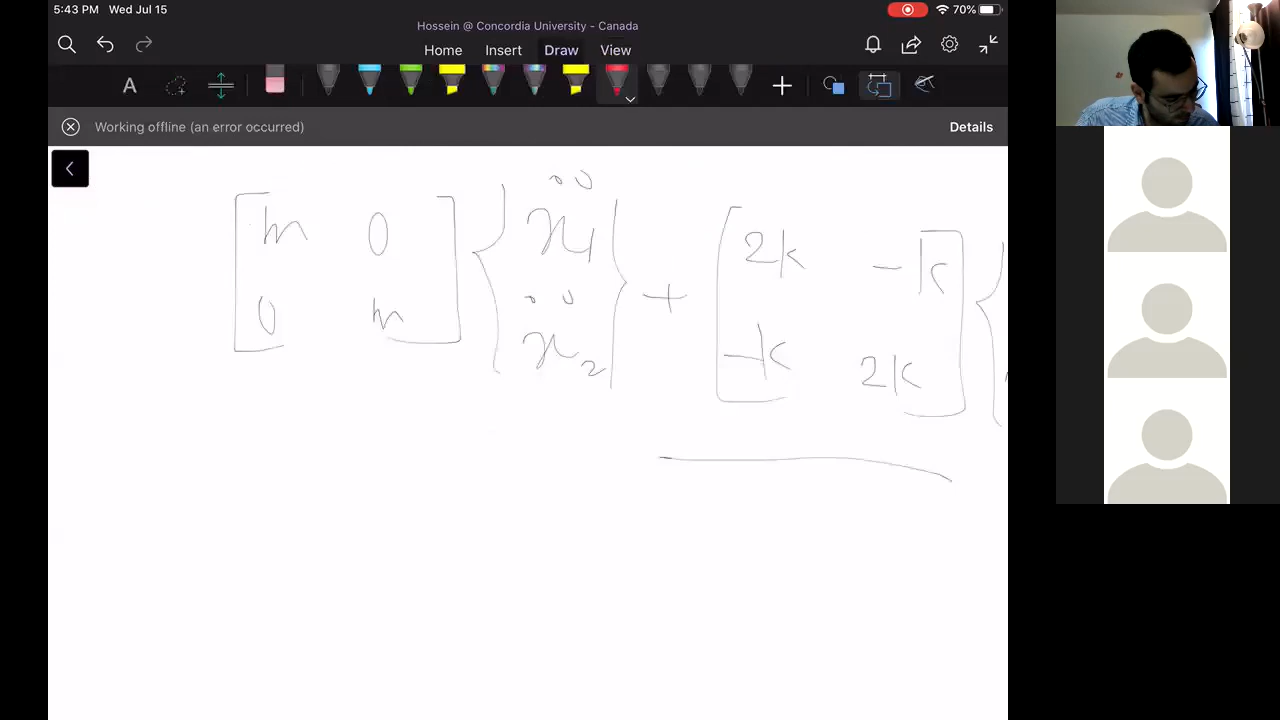 5:43 PM Wed Jul 15
70%
Hossein @ Concordia University - Canada
Home Insert Draw View
A
Working offline (an error occurred) Details
m 0 ẍ1 + 2k -k
0 m ẍ2 -k 2k